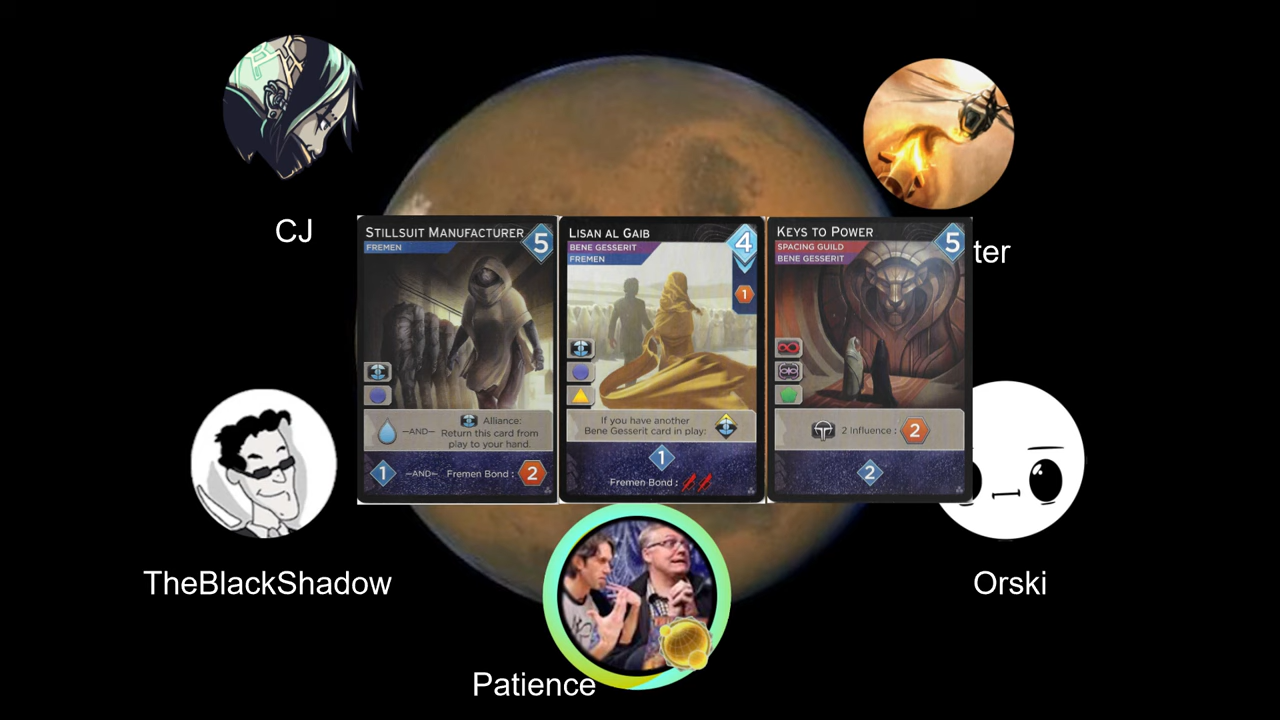 CJ
ter
STILLSUIT MANUFACTURER
5
FREMEN
—AND—
Alliance:
Return this card from
play to your hand.
1
—AND—
Fremen Bond :
2
LISAN AL GAIB
4
BENE GESSERIT
FREMEN
1
If you have another
Bene Gesserit card in play:
1
Fremen Bond :
KEYS TO POWER
5
SPACING GUILD
BENE GESSERIT
2 Influence :
2
2
TheBlackShadow
Orski
Patience